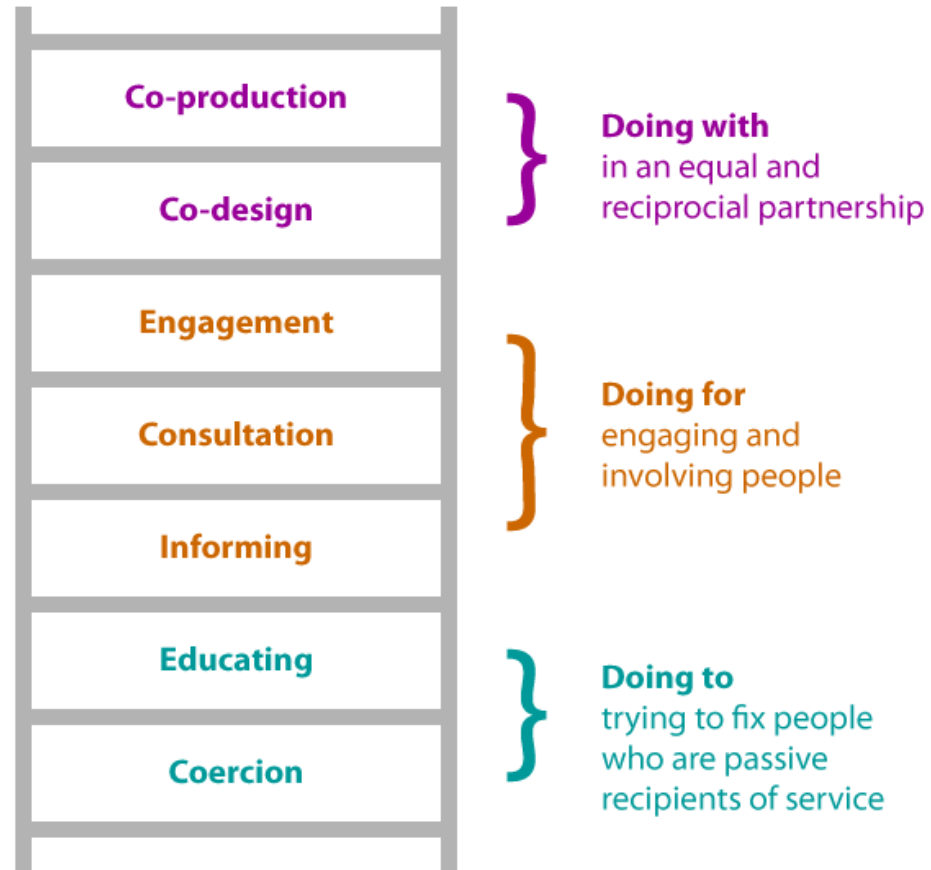 Co-production
Co-design
Doing with
in an equal and
reciprocial partnership
Engagement
Consultation
Informing
Doing for
engaging and
involving people
Educating
Coercion
Doing to
trying to fix people
who are passive
recipients of service